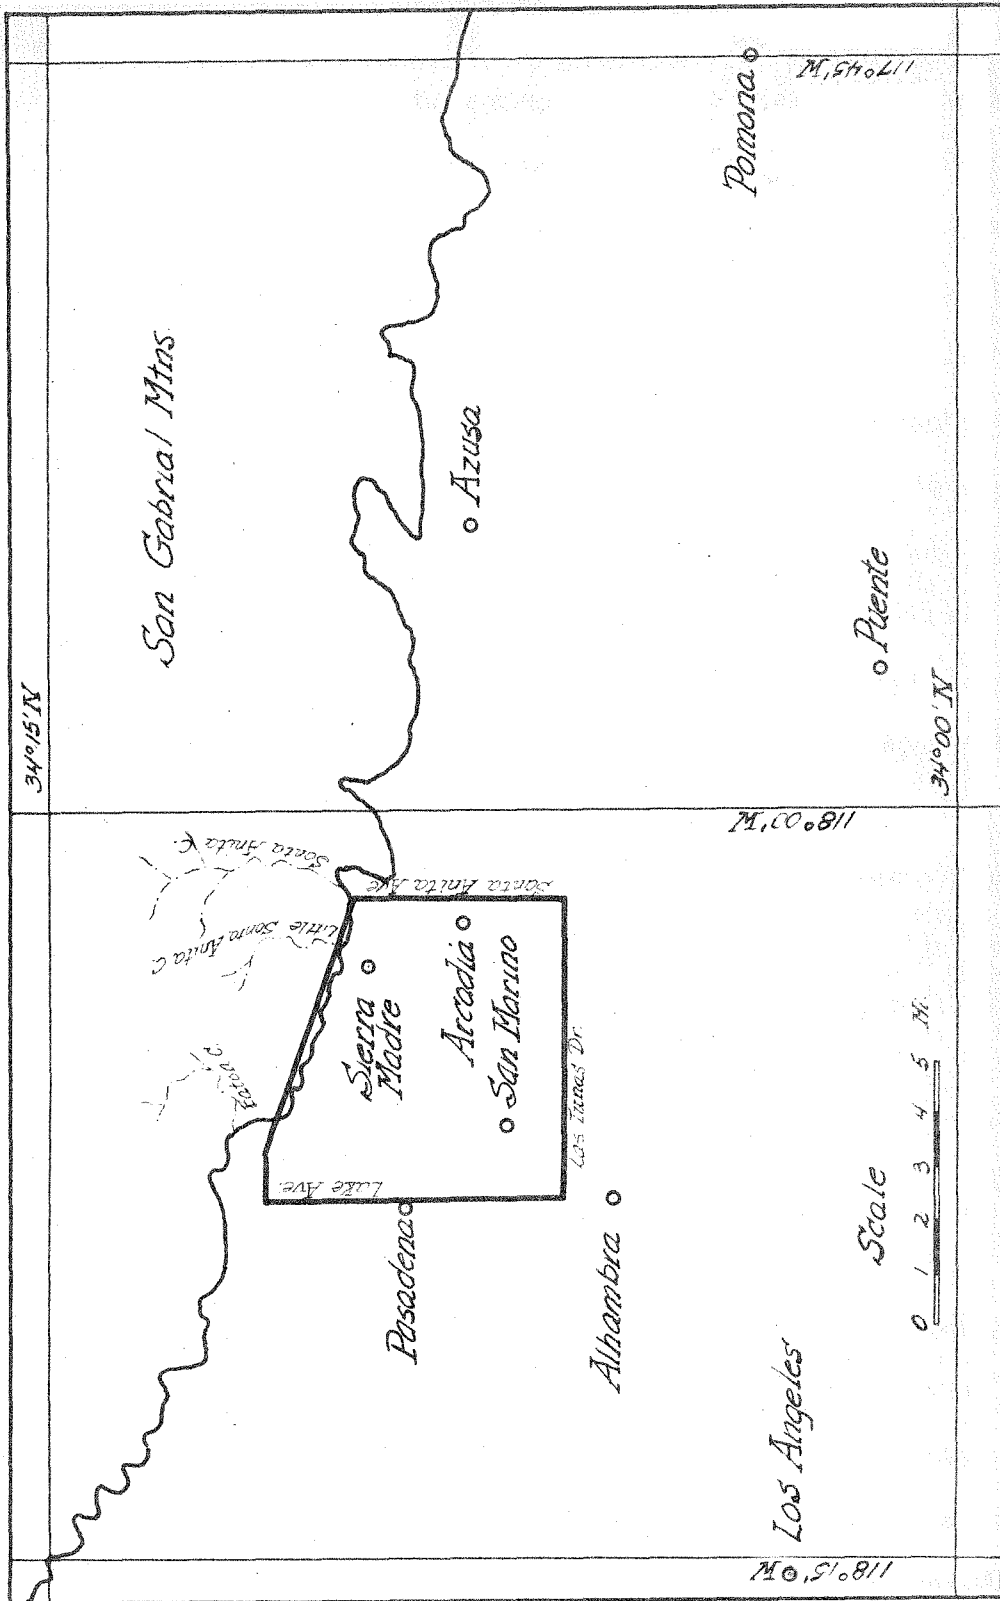 34°15'N
San Gabrial Mtns
Santa Anita C.
Little Santa Anita C.
Eaton C.
Santa Anita Ave
Lake Ave.
Las Tunas Dr.
Sierra
Madre
Arcadia
San Marino
Pasadena
Alhambra
Azusa
Pomona
Puente
Los Angeles
118°15'W
118°00'W
117°45'W
34°00'N
Scale
0 1 2 3 4 5 M.